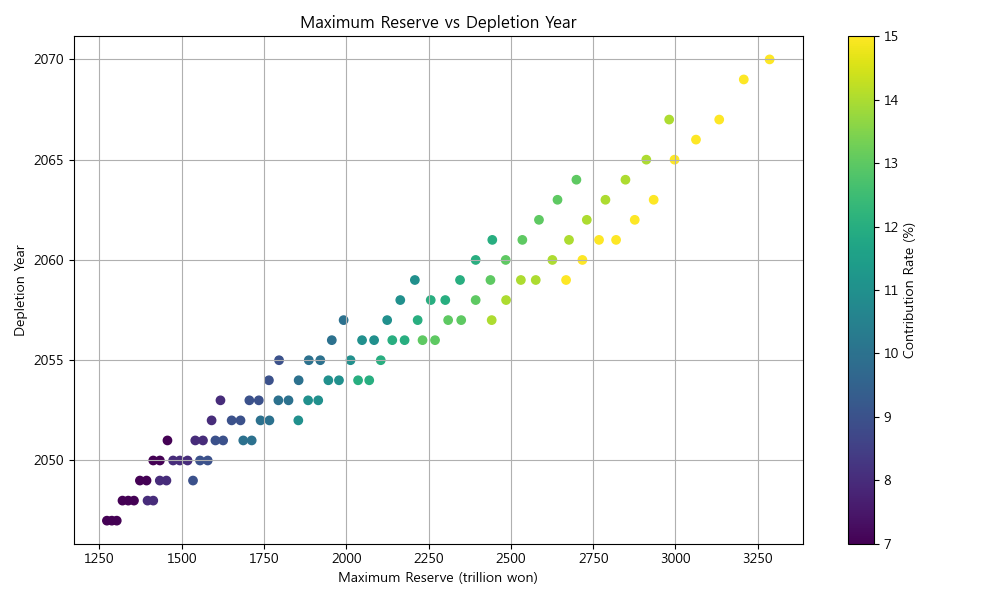 Maximum Reserve vs Depletion Year
Depletion Year
2070
2065
2060
2055
2050
1250 1500 1750 2000 2250 2500 2750 3000 3250
Maximum Reserve (trillion won)
15
14
13
12
11
10
9
8
7
Contribution Rate (%)